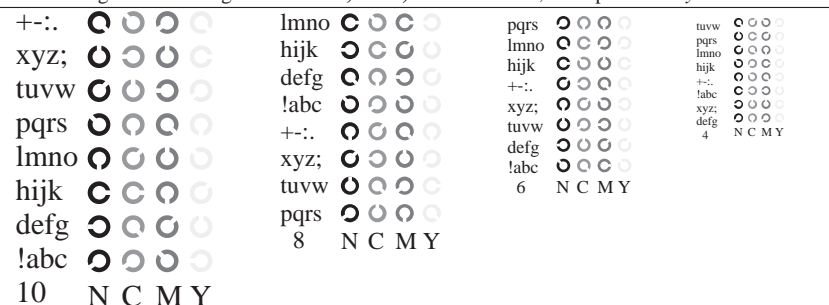 +-:.
xyz;
tuvw
pqrs
lmno
hijk
defg
!abc
10 N C M Y
lmno
hijk
defg
!abc
+-:.
xyz;
tuvw
pqrs
8 N C M Y
pqrs
lmno
hijk
+-:.
xyz;
tuvw
defg
!abc
6 N C M Y
tuvw
pqrs
lmno
hijk
+-:.
!abc
xyz;
defg
4 N C M Y